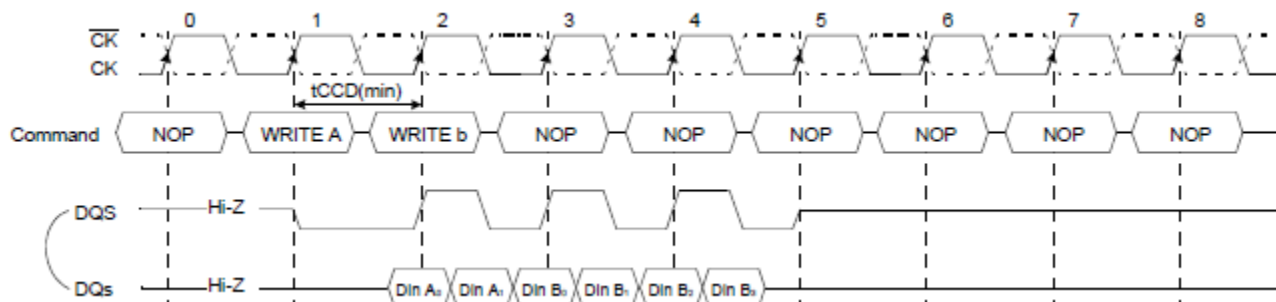 0 1 2 3 4 5 6 7 8
CK
CK
tCCD(min)
Command NOP WRITE A WRITE b NOP NOP NOP NOP NOP NOP
DQS Hi-Z
DQs Hi-Z Din A₀ Din A₁ Din B₀ Din B₁ Din B₂ Din B₃